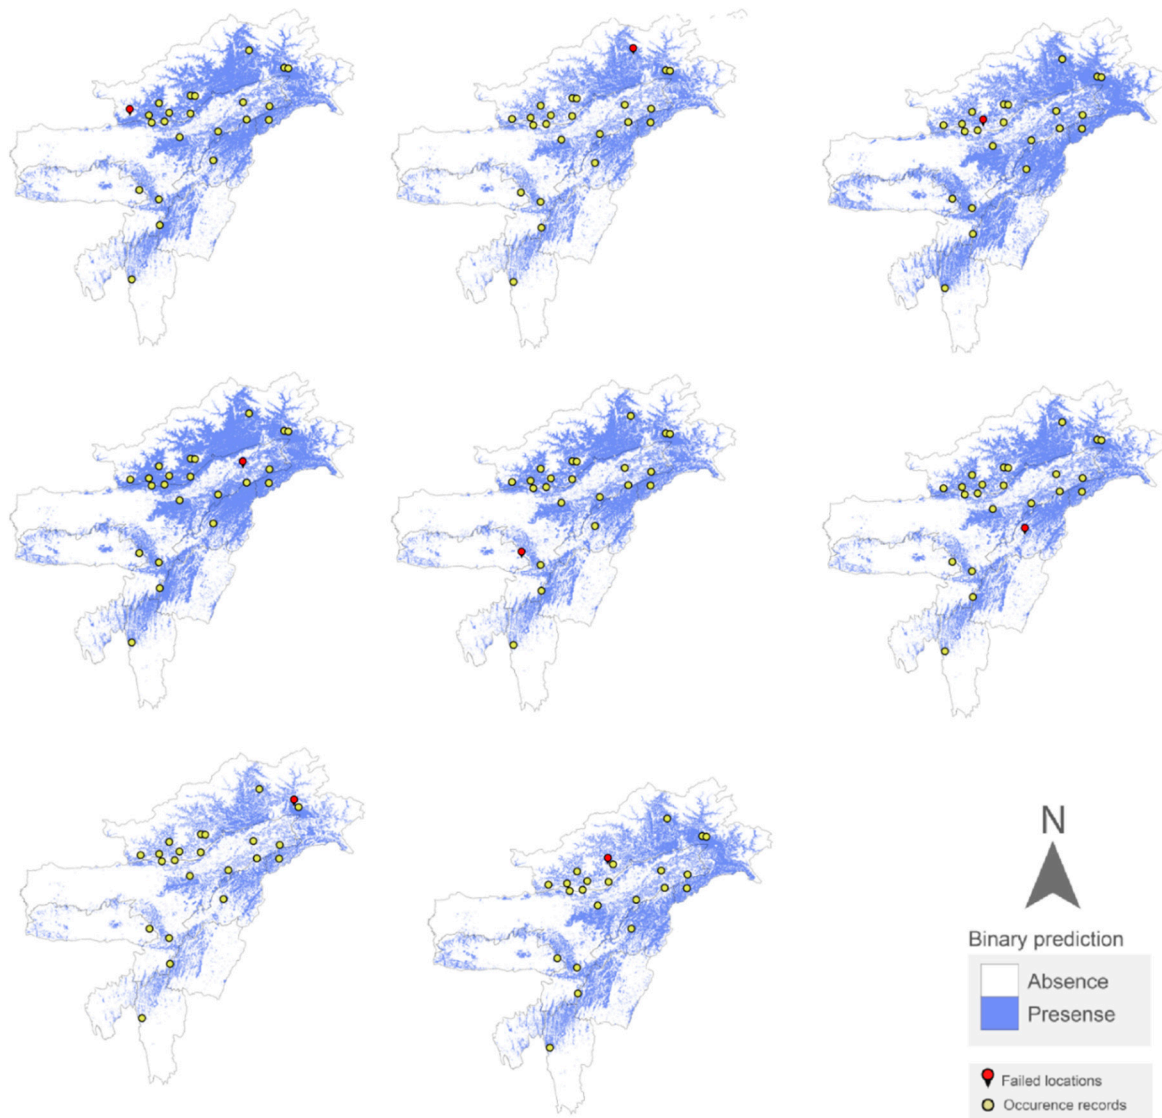 N
Binary prediction
Absence
Presense
Failed locations
Occurence records